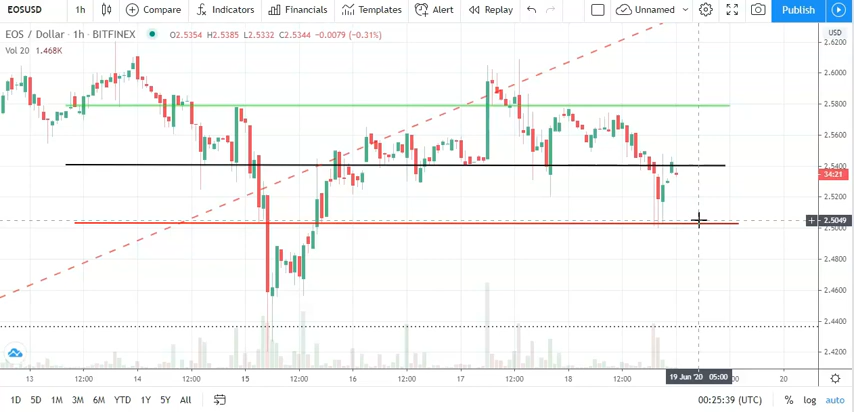 EOSUSD 1h Compare Indicators Financials Templates Alert Replay Unnamed Publish
EOS / Dollar · 1h · BITFINEX O2.5354 H2.5385 L2.5332 C2.5344 −0.0079 (−0.31%)
USD
Vol 20 1.468K
2.6200
2.6000
2.5800
2.5600
2.5400
34:21
2.5200
2.5049
2.5000
2.4800
2.4600
2.4400
2.4200
13 12:00 14 12:00 15 12:00 16 12:00 17 12:00 18 12:00 19 Jun '20 05:00 20
1D 5D 1M 3M 6M YTD 1Y 5Y All 00:25:39 (UTC) % log auto